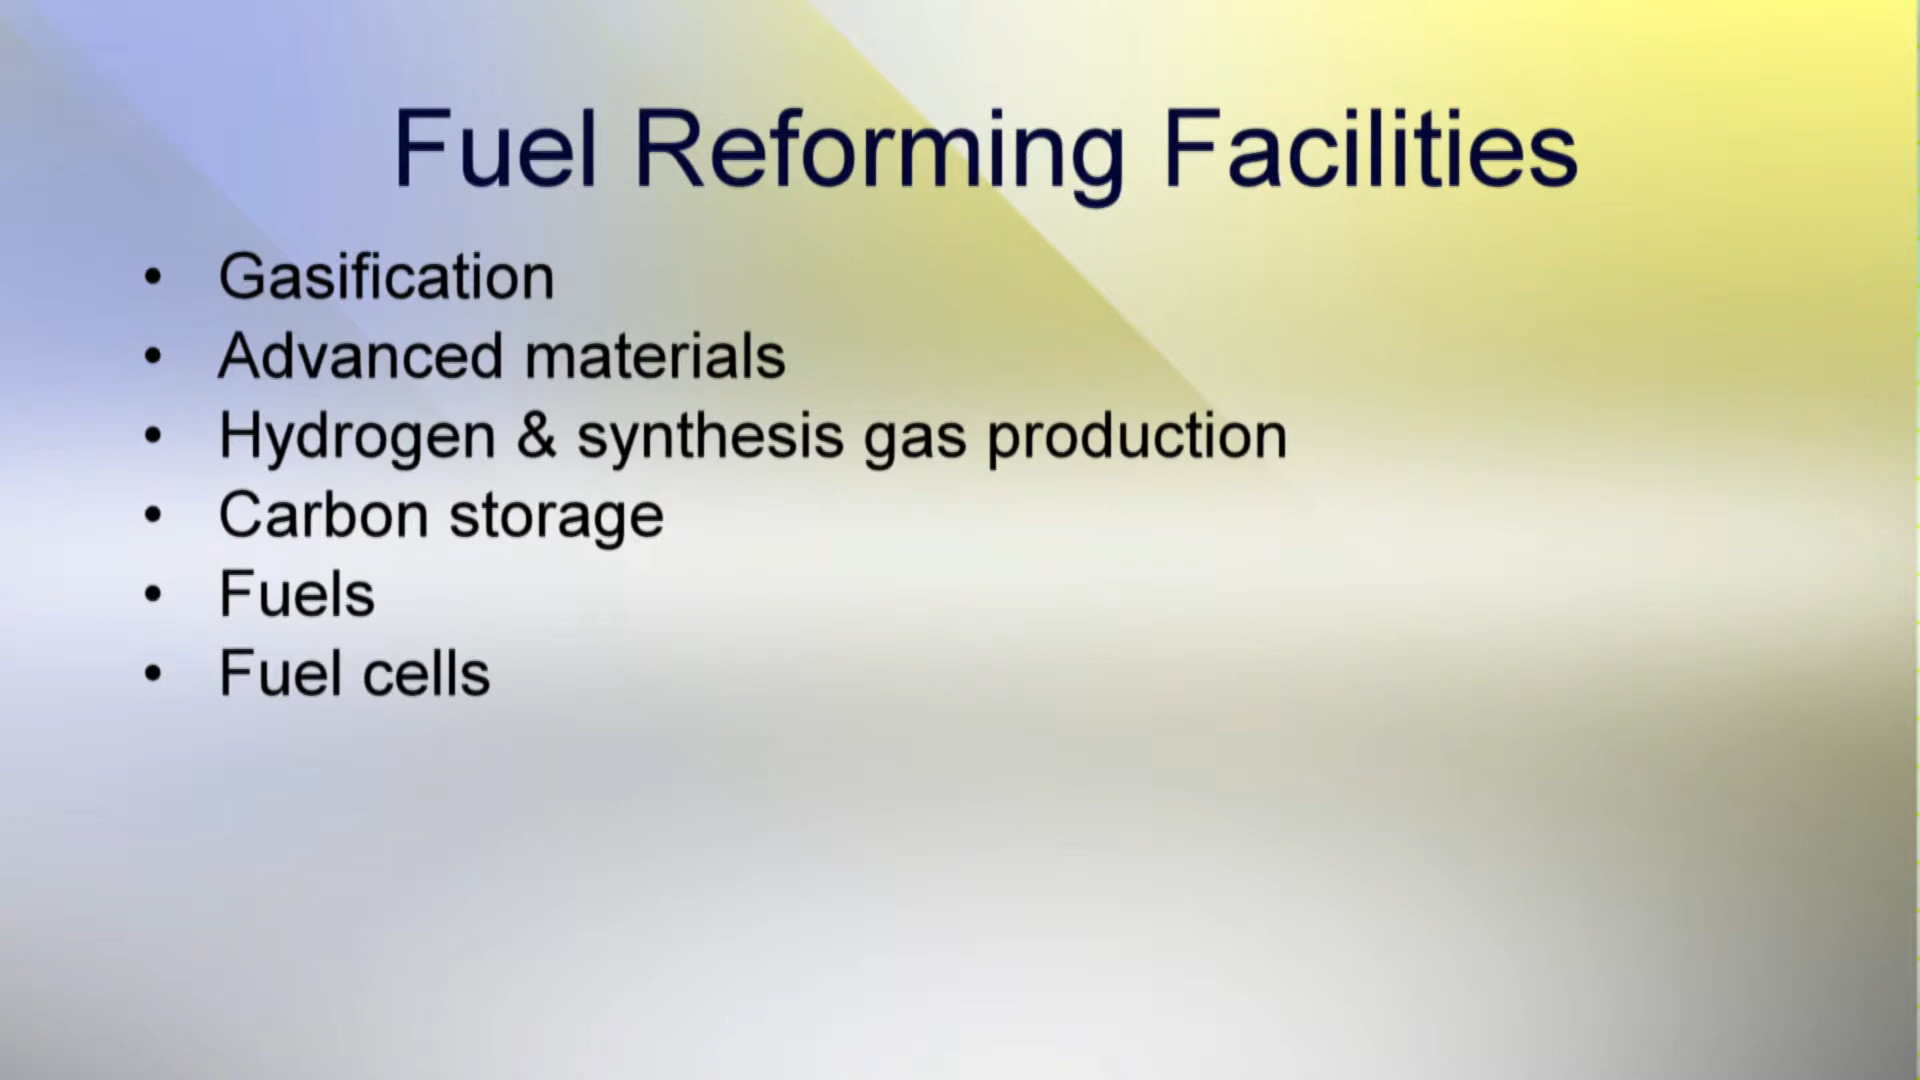 Fuel Reforming Facilities
• Gasification
• Advanced materials
• Hydrogen & synthesis gas production
• Carbon storage
• Fuels
• Fuel cells